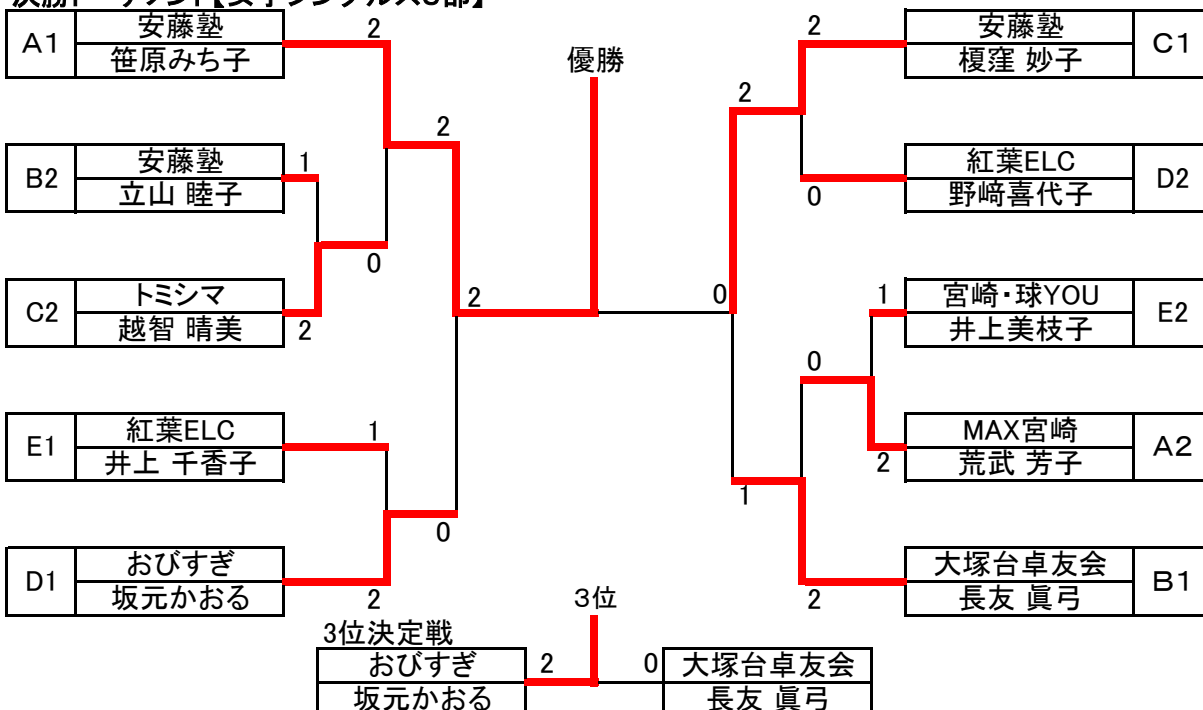 A1
安藤塾
笹原みち子
2
B2
安藤塾
立山 睦子
1
C2
トミシマ
越智 晴美
2
0
2
E1
紅葉ELC
井上 千香子
1
D1
おびすぎ
坂元かおる
2
0
2
優勝
0
2
安藤塾
榎窪 妙子
C1
2
紅葉ELC
野﨑喜代子
D2
0
宮崎・球YOU
井上美枝子
E2
1
MAX宮崎
荒武 芳子
A2
2
0
大塚台卓友会
長友 眞弓
B1
2
1
3位
3位決定戦
おびすぎ
坂元かおる
2
0
大塚台卓友会
長友 眞弓